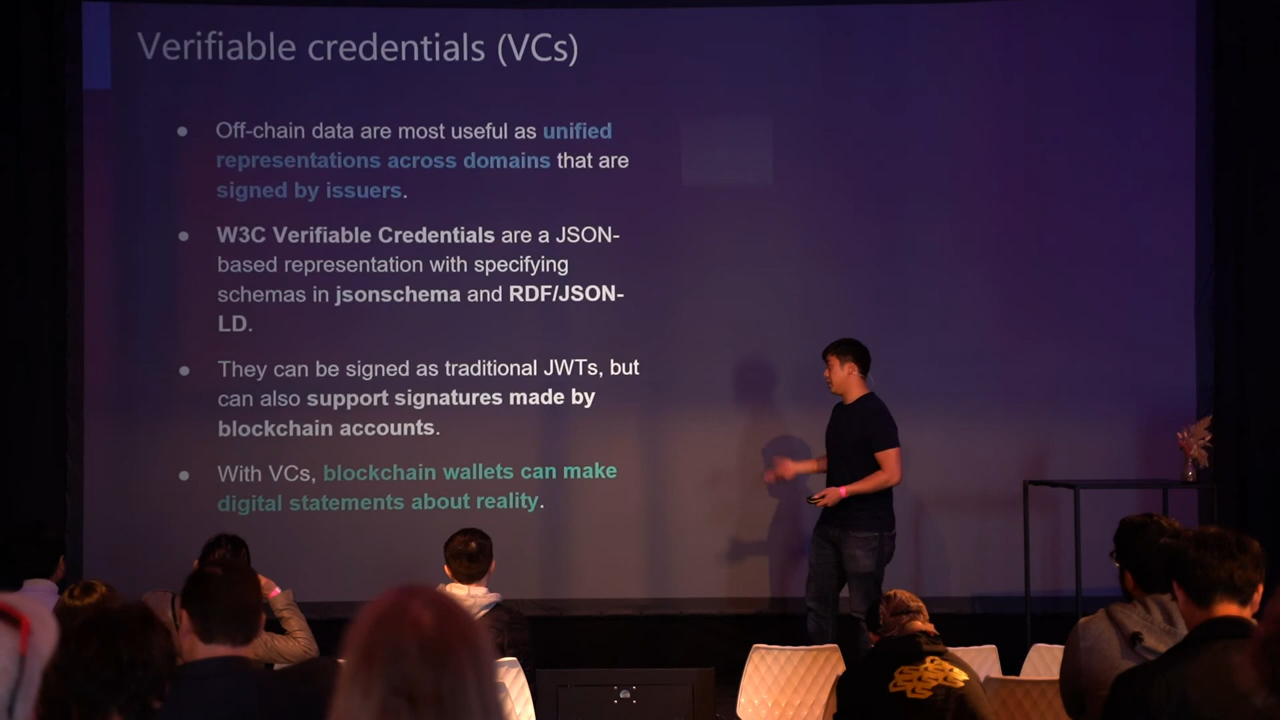 Verifiable credentials (VCs)
● Off-chain data are most useful as unified
representations across domains that are
signed by issuers.
● W3C Verifiable Credentials are a JSON-
based representation with specifying
schemas in jsonschema and RDF/JSON-
LD.
● They can be signed as traditional JWTs, but
can also support signatures made by
blockchain accounts.
● With VCs, blockchain wallets can make
digital statements about reality.